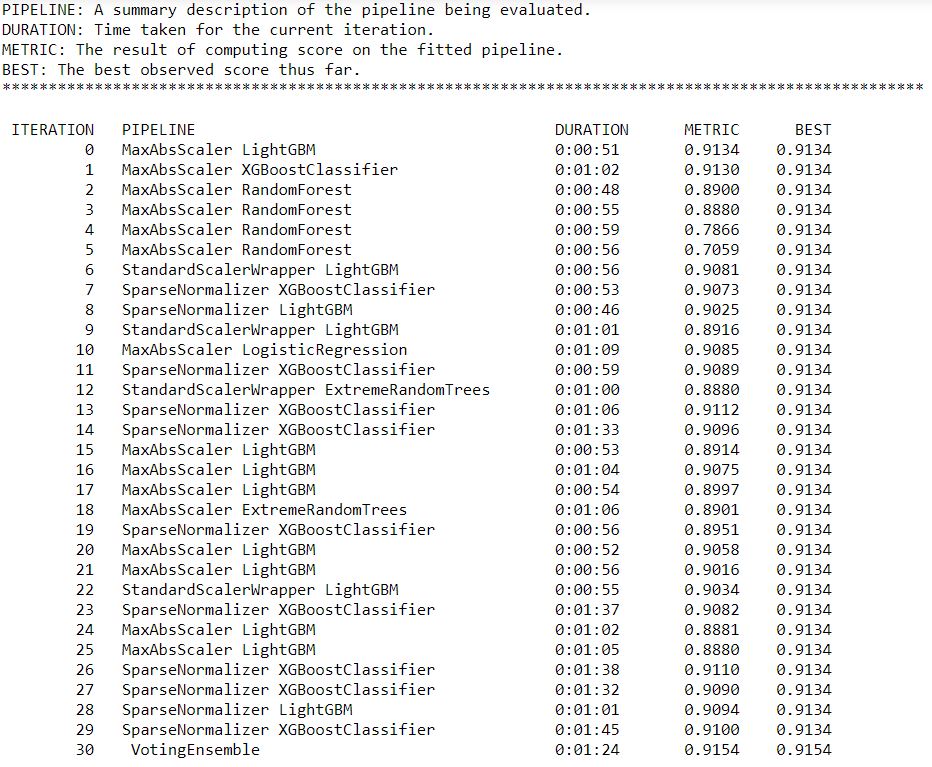 PIPELINE: A summary description of the pipeline being evaluated.
DURATION: Time taken for the current iteration.
METRIC: The result of computing score on the fitted pipeline.
BEST: The best observed score thus far.
****************************************************************************************************
ITERATION   PIPELINE                                       DURATION      METRIC      BEST
        0   MaxAbsScaler LightGBM                          0:00:51       0.9134    0.9134
        1   MaxAbsScaler XGBoostClassifier                 0:01:02       0.9130    0.9134
        2   MaxAbsScaler RandomForest                      0:00:48       0.8900    0.9134
        3   MaxAbsScaler RandomForest                      0:00:55       0.8880    0.9134
        4   MaxAbsScaler RandomForest                      0:00:59       0.7866    0.9134
        5   MaxAbsScaler RandomForest                      0:00:56       0.7059    0.9134
        6   StandardScalerWrapper LightGBM                 0:00:56       0.9081    0.9134
        7   SparseNormalizer XGBoostClassifier             0:00:53       0.9073    0.9134
        8   SparseNormalizer LightGBM                      0:00:46       0.9025    0.9134
        9   StandardScalerWrapper LightGBM                 0:01:01       0.8916    0.9134
       10   MaxAbsScaler LogisticRegression                0:01:09       0.9085    0.9134
       11   SparseNormalizer XGBoostClassifier             0:00:59       0.9089    0.9134
       12   StandardScalerWrapper ExtremeRandomTrees       0:01:00       0.8880    0.9134
       13   SparseNormalizer XGBoostClassifier             0:01:06       0.9112    0.9134
       14   SparseNormalizer XGBoostClassifier             0:01:33       0.9096    0.9134
       15   MaxAbsScaler LightGBM                          0:00:53       0.8914    0.9134
       16   MaxAbsScaler LightGBM                          0:01:04       0.9075    0.9134
       17   MaxAbsScaler LightGBM                          0:00:54       0.8997    0.9134
       18   MaxAbsScaler ExtremeRandomTrees                0:01:06       0.8901    0.9134
       19   SparseNormalizer XGBoostClassifier             0:00:56       0.8951    0.9134
       20   MaxAbsScaler LightGBM                          0:00:52       0.9058    0.9134
       21   MaxAbsScaler LightGBM                          0:00:56       0.9016    0.9134
       22   StandardScalerWrapper LightGBM                 0:00:55       0.9034    0.9134
       23   SparseNormalizer XGBoostClassifier             0:01:37       0.9082    0.9134
       24   MaxAbsScaler LightGBM                          0:01:02       0.8881    0.9134
       25   MaxAbsScaler LightGBM                          0:01:05       0.8880    0.9134
       26   SparseNormalizer XGBoostClassifier             0:01:38       0.9110    0.9134
       27   SparseNormalizer XGBoostClassifier             0:01:32       0.9090    0.9134
       28   SparseNormalizer LightGBM                      0:01:01       0.9094    0.9134
       29   SparseNormalizer XGBoostClassifier             0:01:45       0.9100    0.9134
       30    VotingEnsemble                                0:01:24       0.9154    0.9154